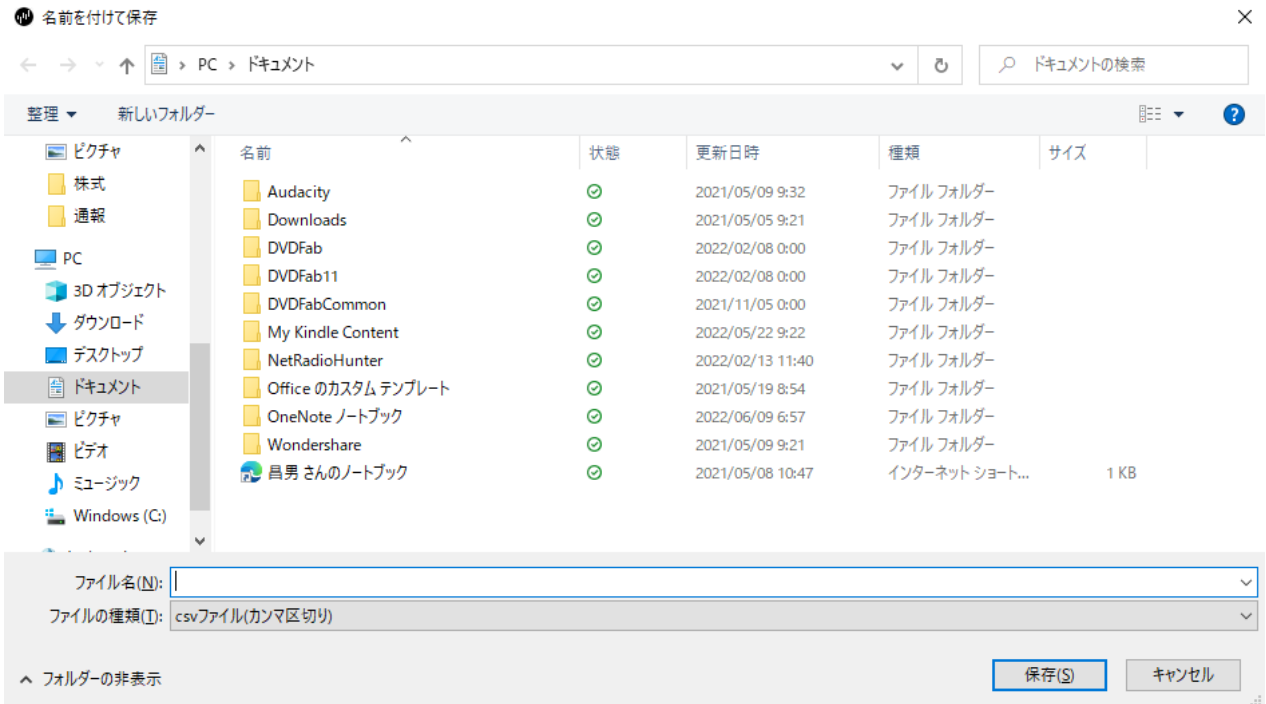 名前を付けて保存
PC › ドキュメント
ドキュメントの検索
整理
新しいフォルダー
ピクチャ
株式
通報
PC
3D オブジェクト
ダウンロード
デスクトップ
ドキュメント
ピクチャ
ビデオ
ミュージック
Windows (C:)
名前 状態 更新日時 種類 サイズ
Audacity 2021/05/09 9:32 ファイル フォルダー
Downloads 2021/05/05 9:21 ファイル フォルダー
DVDFab 2022/02/08 0:00 ファイル フォルダー
DVDFab11 2022/02/08 0:00 ファイル フォルダー
DVDFabCommon 2021/11/05 0:00 ファイル フォルダー
My Kindle Content 2022/05/22 9:22 ファイル フォルダー
NetRadioHunter 2022/02/13 11:40 ファイル フォルダー
Office のカスタム テンプレート 2021/05/19 8:54 ファイル フォルダー
OneNote ノートブック 2022/06/09 6:57 ファイル フォルダー
Wondershare 2021/05/09 9:21 ファイル フォルダー
昌男 さんのノートブック 2021/05/08 10:47 インターネット ショート... 1 KB
ファイル名(N):
ファイルの種類(T): csvファイル(カンマ区切り)
フォルダーの非表示
保存(S)
キャンセル